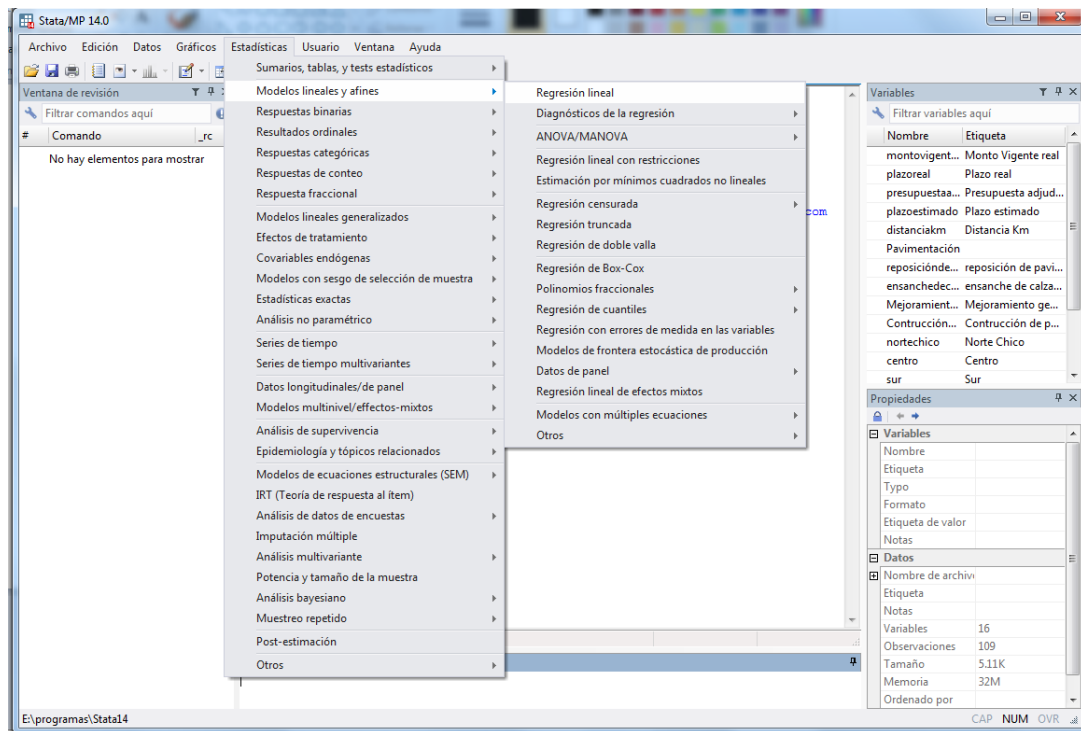 Stata/MP 14.0
Archivo Edición Datos Gráficos Estadísticas Usuario Ventana Ayuda
Ventana de revisión
Filtrar comandos aquí
# Comando _rc
No hay elementos para mostrar
Sumarios, tablas, y tests estadísticos
Modelos lineales y afines
Respuestas binarias
Resultados ordinales
Respuestas categóricas
Respuestas de conteo
Respuesta fraccional
Modelos lineales generalizados
Efectos de tratamiento
Covariables endógenas
Modelos con sesgo de selección de muestra
Estadísticas exactas
Análisis no paramétrico
Series de tiempo
Series de tiempo multivariantes
Datos longitudinales/de panel
Modelos multinivel/effectos-mixtos
Análisis de supervivencia
Epidemiología y tópicos relacionados
Modelos de ecuaciones estructurales (SEM)
IRT (Teoría de respuesta al ítem)
Análisis de datos de encuestas
Imputación múltiple
Análisis multivariante
Potencia y tamaño de la muestra
Análisis bayesiano
Muestreo repetido
Post-estimación
Otros
Regresión lineal
Diagnósticos de la regresión
ANOVA/MANOVA
Regresión lineal con restricciones
Estimación por mínimos cuadrados no lineales
Regresión censurada
Regresión truncada
Regresión de doble valla
Regresión de Box-Cox
Polinomios fraccionales
Regresión de cuantiles
Regresión con errores de medida en las variables
Modelos de frontera estocástica de producción
Datos de panel
Regresión lineal de efectos mixtos
Modelos con múltiples ecuaciones
Otros
com
Variables
Filtrar variables aquí
Nombre Etiqueta
montovigent... Monto Vigente real
plazoreal Plazo real
presupuestaa... Presupuesta adjud...
plazoestimado Plazo estimado
distanciakm Distancia Km
Pavimentación
reposiciónde... reposición de pavi...
ensanchedec... ensanche de calza...
Mejoramient... Mejoramiento ge...
Contrucción... Contrucción de p...
nortechico Norte Chico
centro Centro
sur Sur
Propiedades
Variables
Nombre
Etiqueta
Typo
Formato
Etiqueta de valor
Notas
Datos
Nombre de archiv
Etiqueta
Notas
Variables 16
Observaciones 109
Tamaño 5.11K
Memoria 32M
Ordenado por
E:\programas\Stata14
CAP NUM OVR